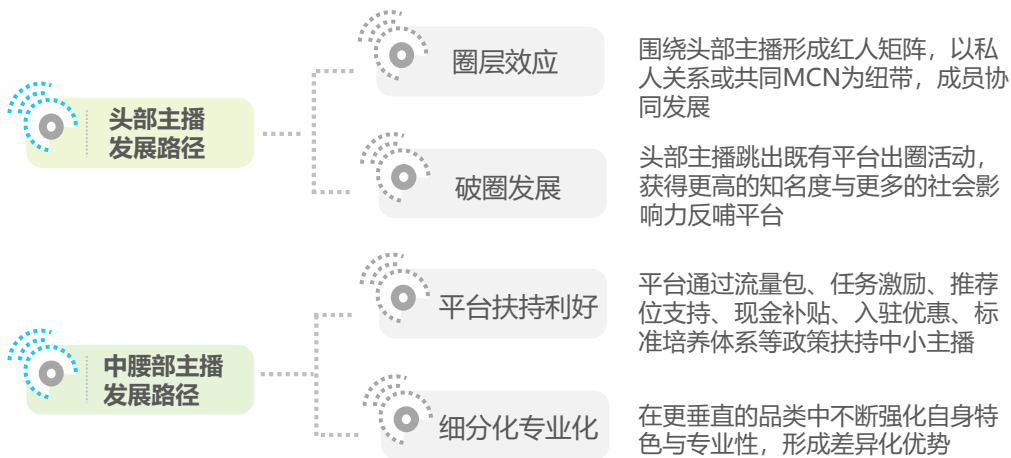 头部主播
发展路径
圈层效应
围绕头部主播形成红人矩阵，以私
人关系或共同MCN为纽带，成员协
同发展
破圈发展
头部主播跳出既有平台出圈活动，
获得更高的知名度与更多的社会影
响力反哺平台
中腰部主播
发展路径
平台扶持利好
平台通过流量包、任务激励、推荐
位支持、现金补贴、入驻优惠、标
准培养体系等政策扶持中小主播
细分化专业化
在更垂直的品类中不断强化自身特
色与专业性，形成差异化优势